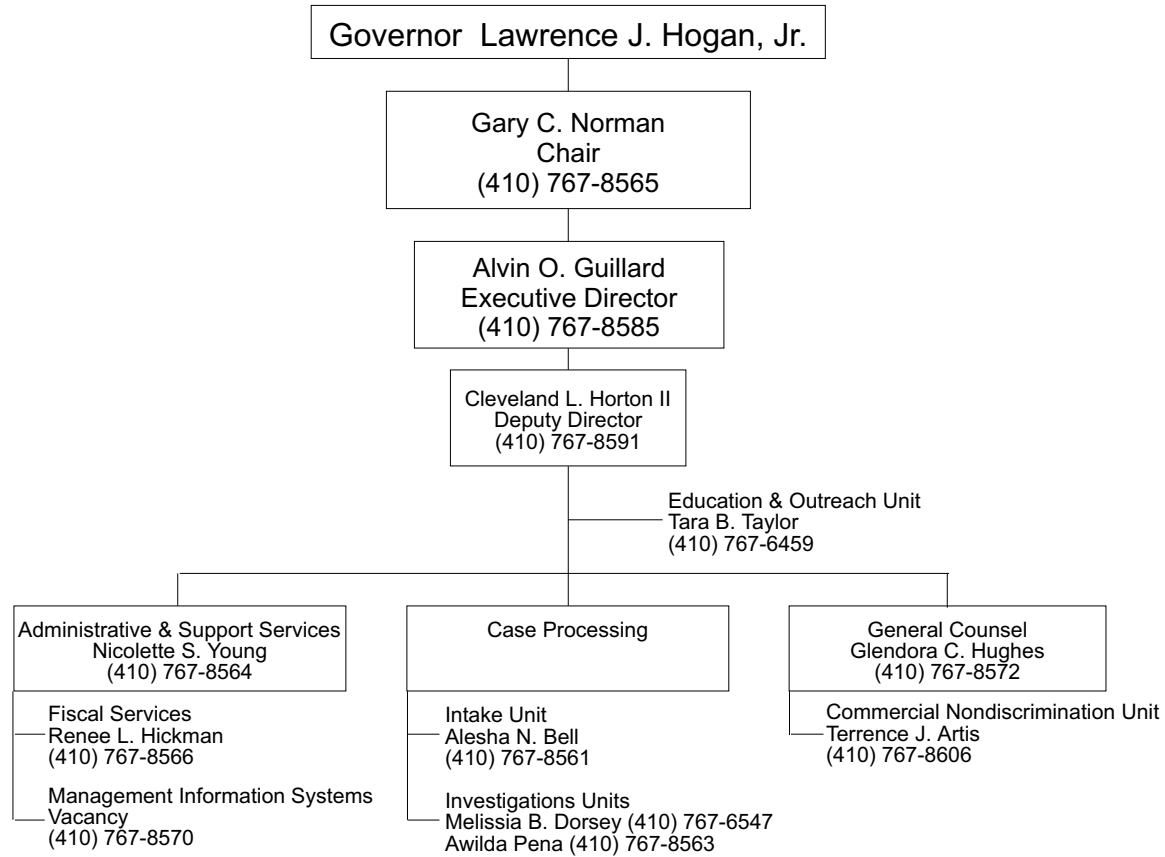 Governor Lawrence J. Hogan, Jr.
Gary C. Norman
Chair
(410) 767-8565
Alvin O. Guillard
Executive Director
(410) 767-8585
Cleveland L. Horton II
Deputy Director
(410) 767-8591
Education & Outreach Unit
Tara B. Taylor
(410) 767-6459
Administrative & Support Services
Nicolette S. Young
(410) 767-8564
Fiscal Services
Renee L. Hickman
(410) 767-8566
Management Information Systems
Vacancy
(410) 767-8570
Case Processing
Intake Unit
Alesha N. Bell
(410) 767-8561
Investigations Units
Melissia B. Dorsey (410) 767-6547
Awilda Pena (410) 767-8563
General Counsel
Glendora C. Hughes
(410) 767-8572
Commercial Nondiscrimination Unit
Terrence J. Artis
(410) 767-8606